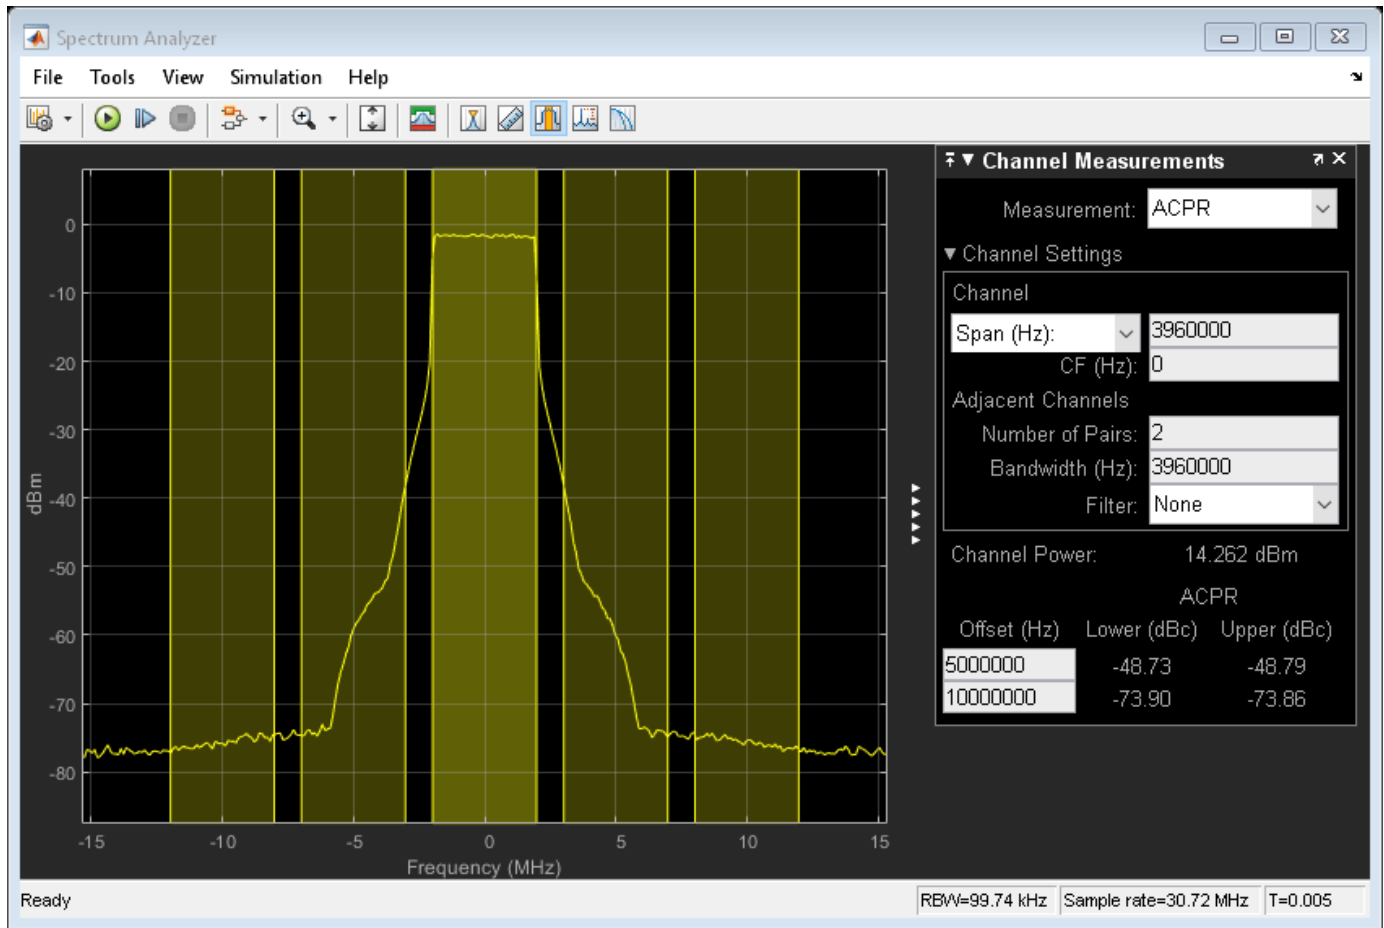 Spectrum Analyzer
File Tools View Simulation Help
Channel Measurements
Measurement: ACPR
Channel Settings
Channel
Span (Hz): 3960000
CF (Hz): 0
Adjacent Channels
Number of Pairs: 2
Bandwidth (Hz): 3960000
Filter: None
Channel Power: 14.262 dBm
ACPR
Offset (Hz) Lower (dBc) Upper (dBc)
5000000 -48.73 -48.79
10000000 -73.90 -73.86
0
-10
-20
-30
-40
-50
-60
-70
-80
dBm
-15 -10 -5 0 5 10 15
Frequency (MHz)
Ready RBW=99.74 kHz Sample rate=30.72 MHz T=0.005